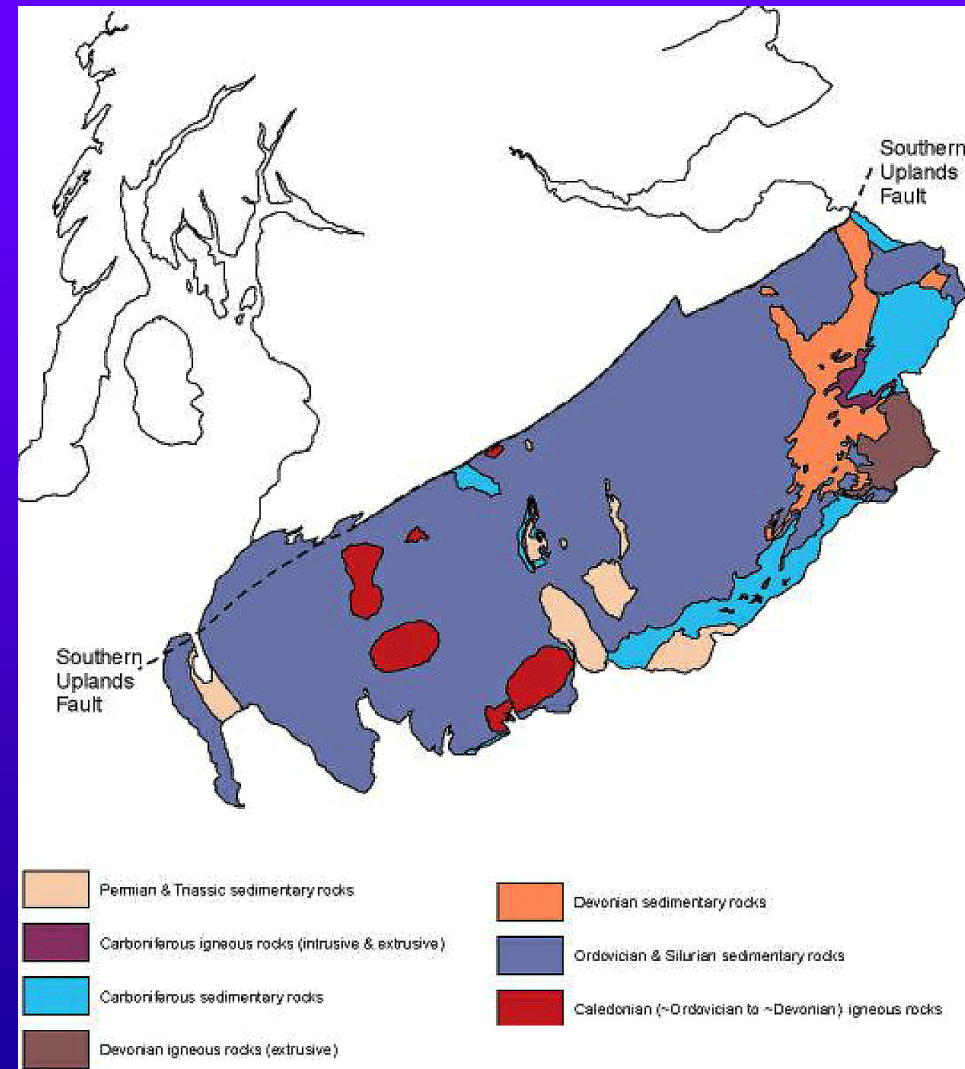 Southern
Uplands
Fault
Southern
Uplands
Fault
Permian & Triassic sedimentary rocks
Carboniferous igneous rocks (intrusive & extrusive)
Carboniferous sedimentary rocks
Devonian igneous rocks (extrusive)
Devonian sedimentary rocks
Ordovician & Silurian sedimentary rocks
Caledonian (~Ordovician to ~Devonian) igneous rocks